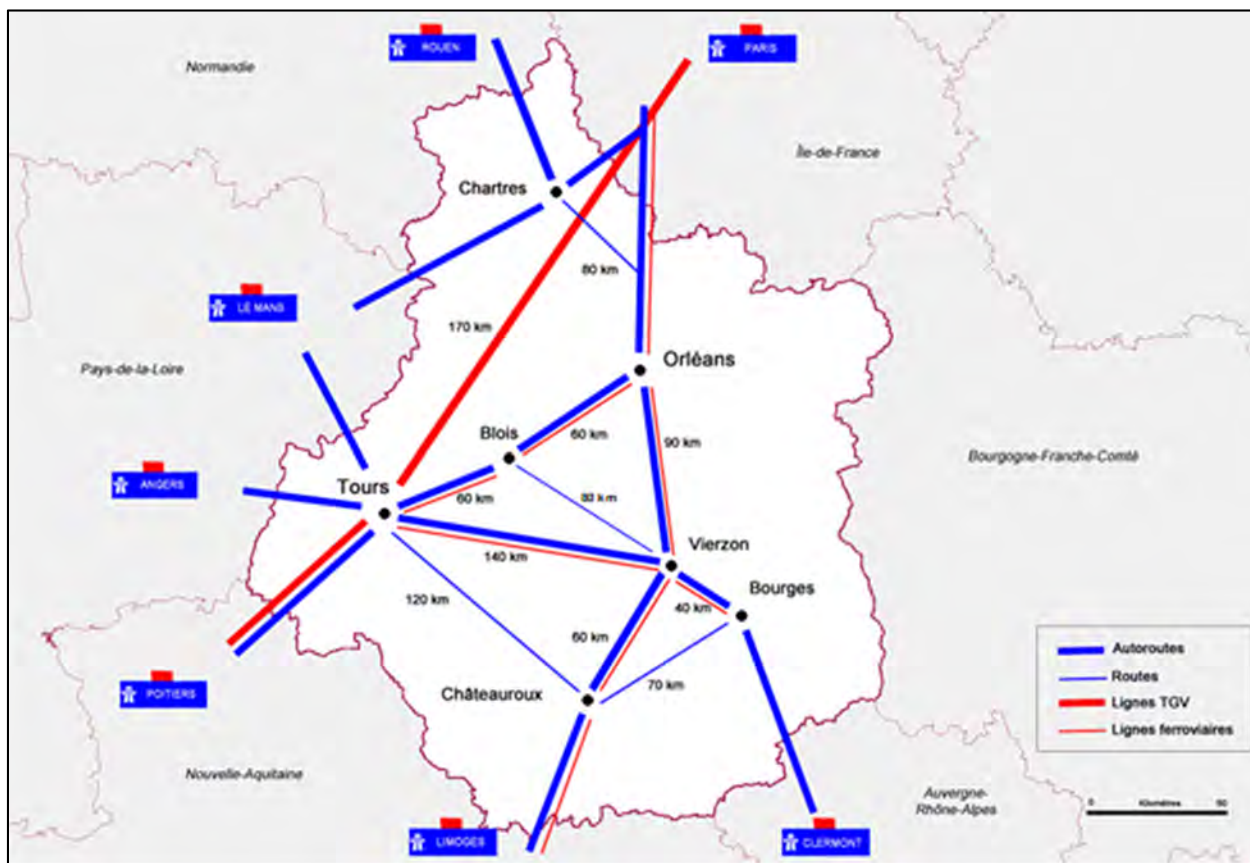 ROUEN
PARIS
Normandie
Île-de-France
Chartres
80 km
LE MANS
170 km
Pays-de-la-Loire
Orléans
Blois
60 km
90 km
Bourgogne-Franche-Comté
ANGERS
Tours
60 km
140 km
Vierzon
Bourges
120 km
40 km
60 km
70 km
Châteauroux
POITIERS
Autoroutes
Routes
Lignes TGV
Lignes ferroviaires
Nouvelle-Aquitaine
Auvergne-
Rhône-Alpes
0 Kilomètres 50
LIMOGES
CLERMONT